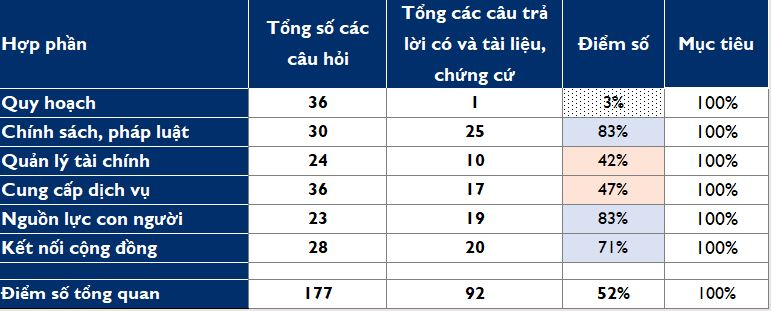 Hợp phần Tổng số các câu hỏi Tổng các câu trả lời có và tài liệu, chứng cứ Điểm số Mục tiêu
Quy hoạch 36 1 3% 100%
Chính sách, pháp luật 30 25 83% 100%
Quản lý tài chính 24 10 42% 100%
Cung cấp dịch vụ 36 17 47% 100%
Nguồn lực con người 23 19 83% 100%
Kết nối cộng đồng 28 20 71% 100%
Điểm số tổng quan 177 92 52% 100%